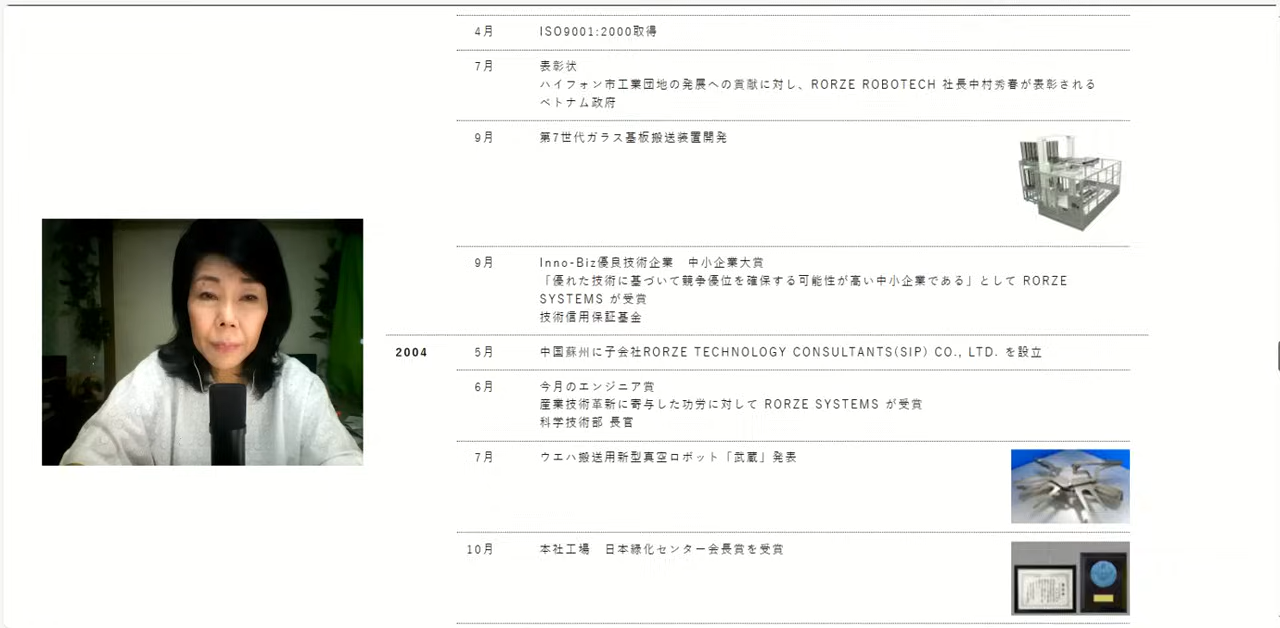 4月 ISO9001:2000取得
7月 表彰状
ハイフォン市工業団地の発展への貢献に対し、RORZE ROBOTECH 社長中村秀春が表彰される
ベトナム政府
9月 第7世代ガラス基板搬送装置開発
9月 Inno-Biz優良技術企業　中小企業大賞
「優れた技術に基づいて競争優位を確保する可能性が高い中小企業である」として RORZE
SYSTEMS が受賞
技術信用保証基金
2004 5月 中国蘇州に子会社RORZE TECHNOLOGY CONSULTANTS(SIP) CO., LTD. を設立
6月 今月のエンジニア賞
産業技術革新に寄与した功労に対して RORZE SYSTEMS が受賞
科学技術部 長官
7月 ウエハ搬送用新型真空ロボット「武蔵」発表
10月 本社工場　日本緑化センター会長賞を受賞